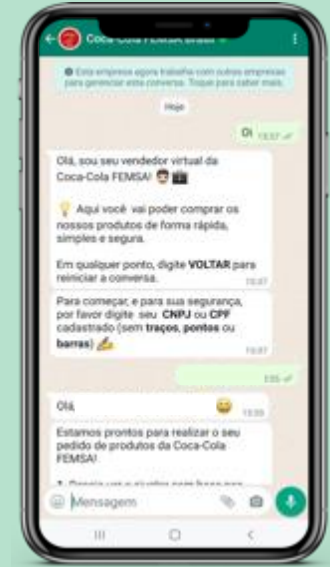 Coca-Cola FEMSA Brasil
Esta empresa agora trabalha com outras empresas
para gerenciar esta conversa. Toque para saber mais.
Hoje
Oi
Olá, sou seu vendedor virtual da
Coca-Cola FEMSA!
Aqui você vai poder comprar os
nossos produtos de forma rápida,
simples e segura.
Em qualquer ponto, digite VOLTAR para
reiniciar a conversa.
Para começar, e para sua segurança,
por favor digite seu CNPJ ou CPF
cadastrado (sem traços, pontos ou
barras)
Olá
Estamos prontos para realizar o seu
pedido de produtos da Coca-Cola
FEMSA!
Mensagem